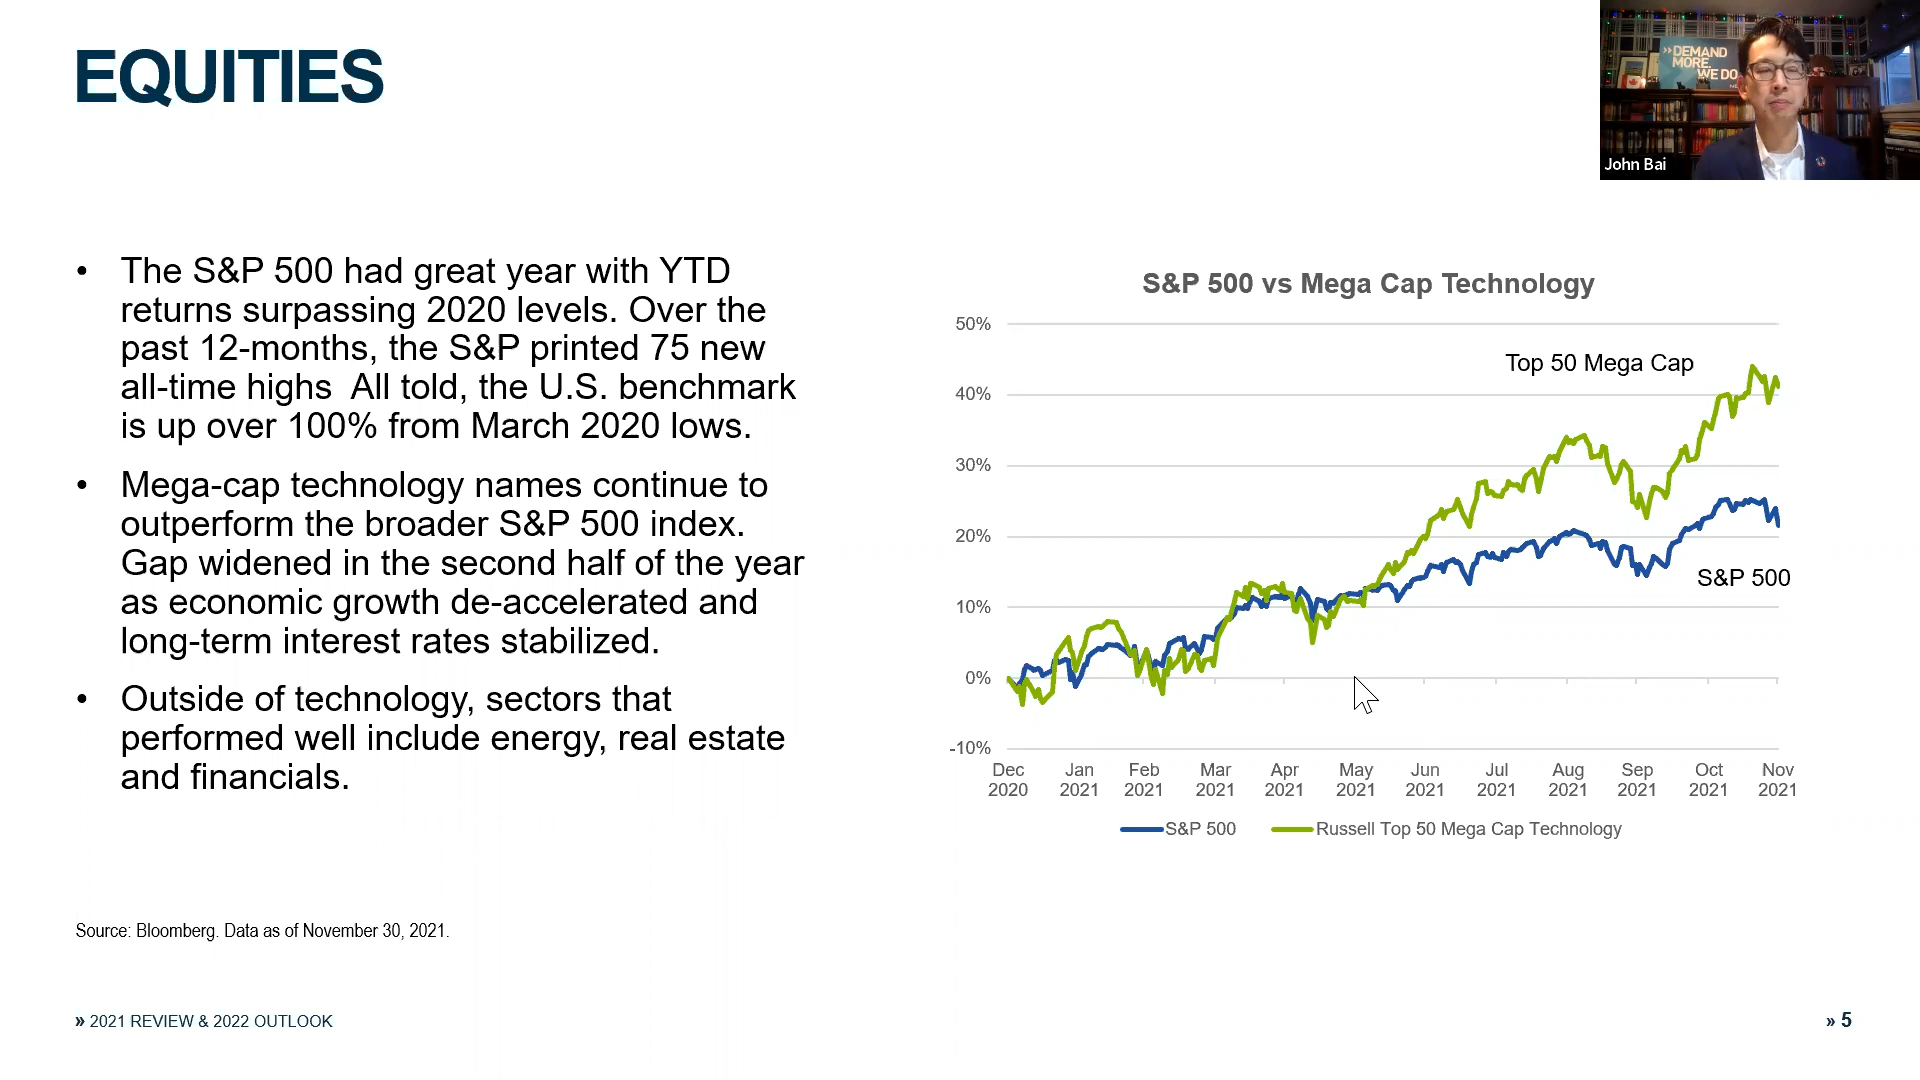 EQUITIES
»DEMAND
MORE.
WE DO
John Bai
• The S&P 500 had great year with YTD
returns surpassing 2020 levels. Over the
past 12-months, the S&P printed 75 new
all-time highs  All told, the U.S. benchmark
is up over 100% from March 2020 lows.
• Mega-cap technology names continue to
outperform the broader S&P 500 index.
Gap widened in the second half of the year
as economic growth de-accelerated and
long-term interest rates stabilized.
• Outside of technology, sectors that
performed well include energy, real estate
and financials.
S&P 500 vs Mega Cap Technology
50%
Top 50 Mega Cap
40%
30%
20%
S&P 500
10%
0%
-10%
Dec Jan Feb Mar Apr May Jun Jul Aug Sep Oct Nov
2020 2021 2021 2021 2021 2021 2021 2021 2021 2021 2021 2021
S&P 500 Russell Top 50 Mega Cap Technology
Source: Bloomberg. Data as of November 30, 2021.
» 2021 REVIEW & 2022 OUTLOOK
» 5